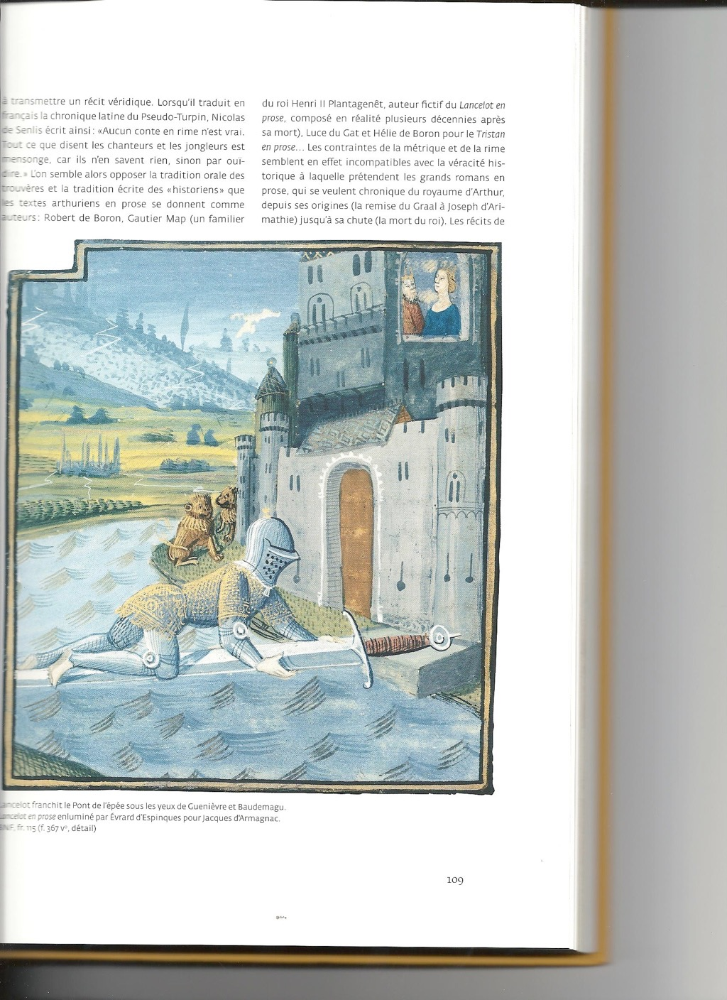 à transmettre un récit véridique. Lorsqu'il traduit en
français la chronique latine du Pseudo-Turpin, Nicolas
de Senlis écrit ainsi : «Aucun conte en rime n'est vrai.
Tout ce que disent les chanteurs et les jongleurs est
mensonge, car ils n'en savent rien, sinon par ouï-
dire.» L'on semble alors opposer la tradition orale des
trouvères et la tradition écrite des «historiens» que
les textes arthuriens en prose se donnent comme
auteurs : Robert de Boron, Gautier Map (un familier
du roi Henri II Plantagenêt, auteur fictif du Lancelot en
prose, composé en réalité plusieurs décennies après
sa mort), Luce du Gat et Hélie de Boron pour le Tristan
en prose... Les contraintes de la métrique et de la rime
semblent en effet incompatibles avec la véracité his-
torique à laquelle prétendent les grands romans en
prose, qui se veulent chronique du royaume d'Arthur,
depuis ses origines (la remise du Graal à Joseph d'Ari-
mathie) jusqu'à sa chute (la mort du roi). Les récits de
Lancelot franchit le Pont de l'épée sous les yeux de Guenièvre et Baudemagu.
Lancelot en prose enluminé par Évrard d'Espinques pour Jacques d'Armagnac.
BNF, fr. 115 (f. 367 v°, détail)
109